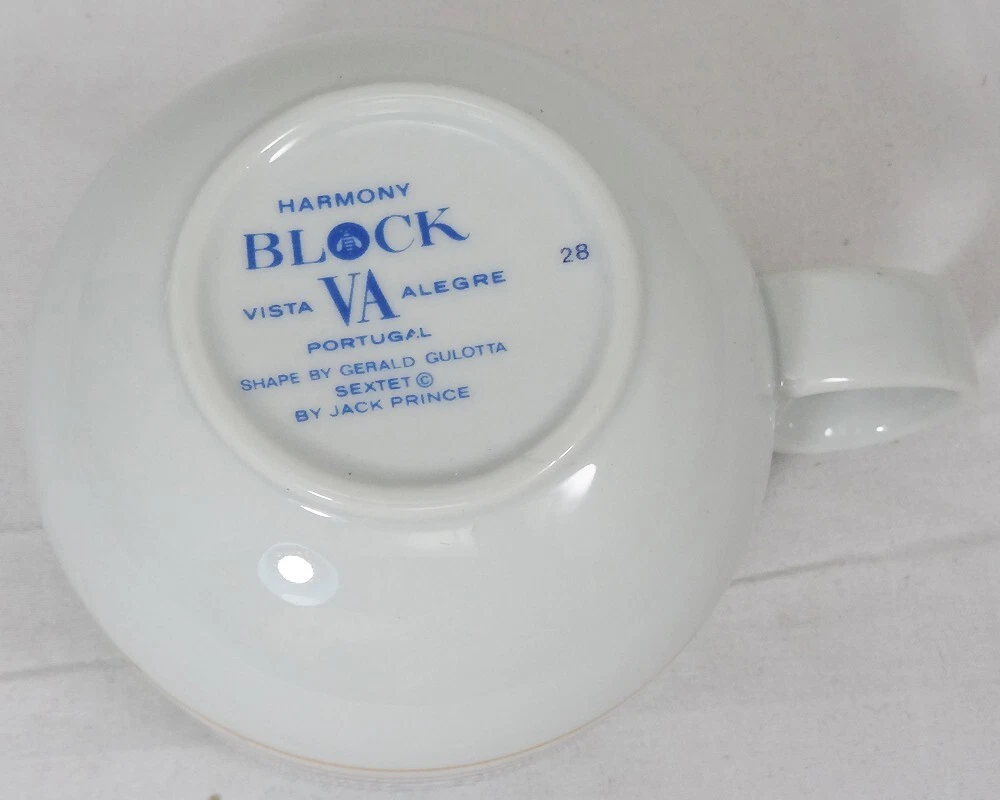 HARMONY
BLOCK
VISTA VA ALEGRE
PORTUGAL
SHAPE BY GERALD GULOTTA
SEXTET ©
BY JACK PRINCE
28